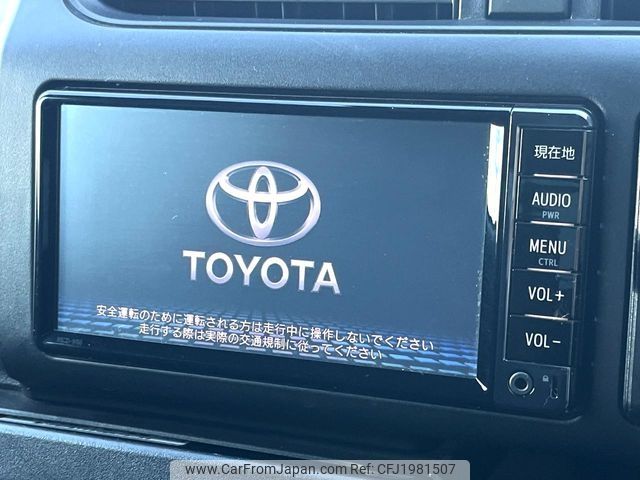 現在地
AUDIO
PWR
MENU
CTRL
VOL+
VOL-
TOYOTA
安全運転のために運転される方は走行中に操作しないでください
走行する際は実際の交通規制に従ってください
www.CarFromJapan.com Stock ID: CFJ1981507